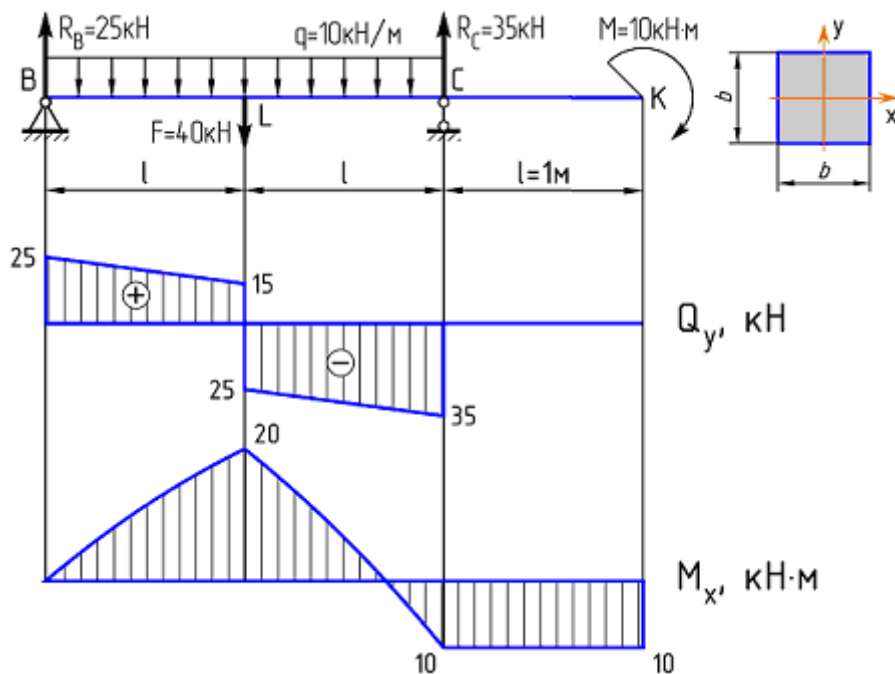 R_B=25кН
q=10кН/м
R_C=35кН
M=10кН·м
y
B
C
K
x
b
F=40кН
L
l
l
l=1м
b
25
15
+
Q_y, кН
−
25
35
20
M_x, кН·м
10
10